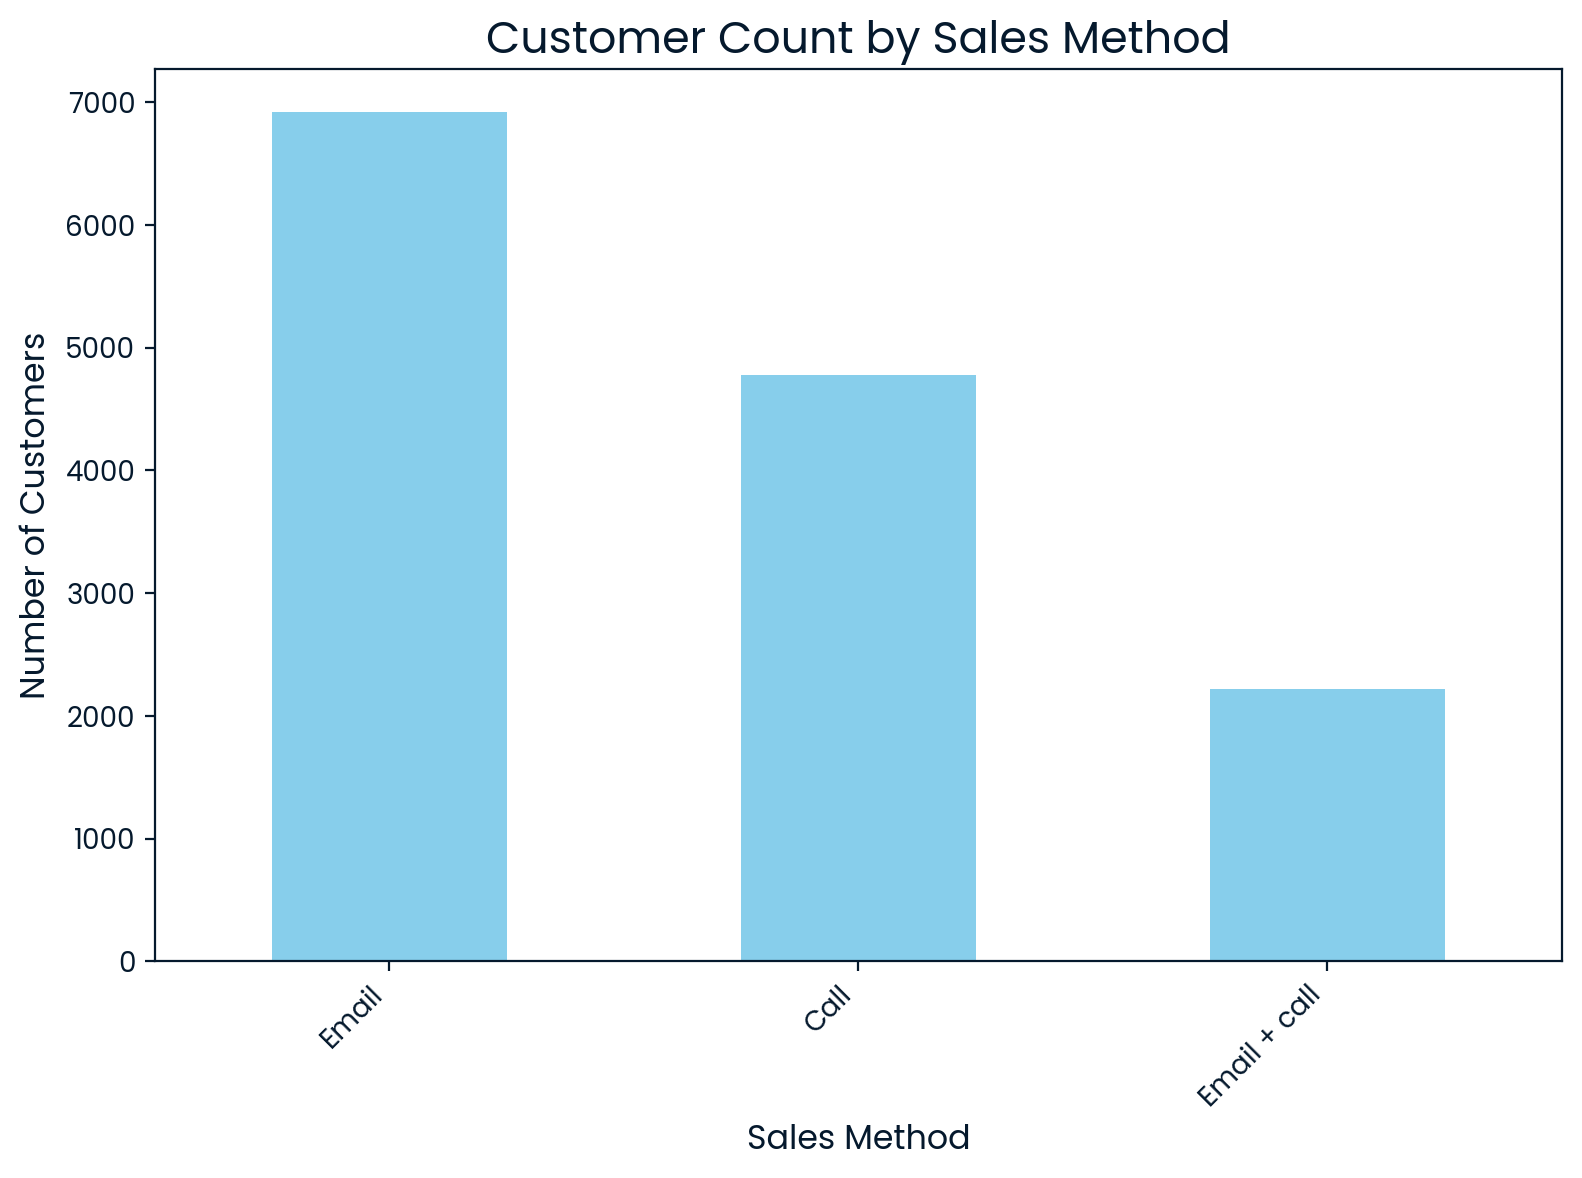 Customer Count by Sales Method
7000
6000
5000
4000
3000
2000
1000
0
Number of Customers
Email
Call
Email + call
Sales Method